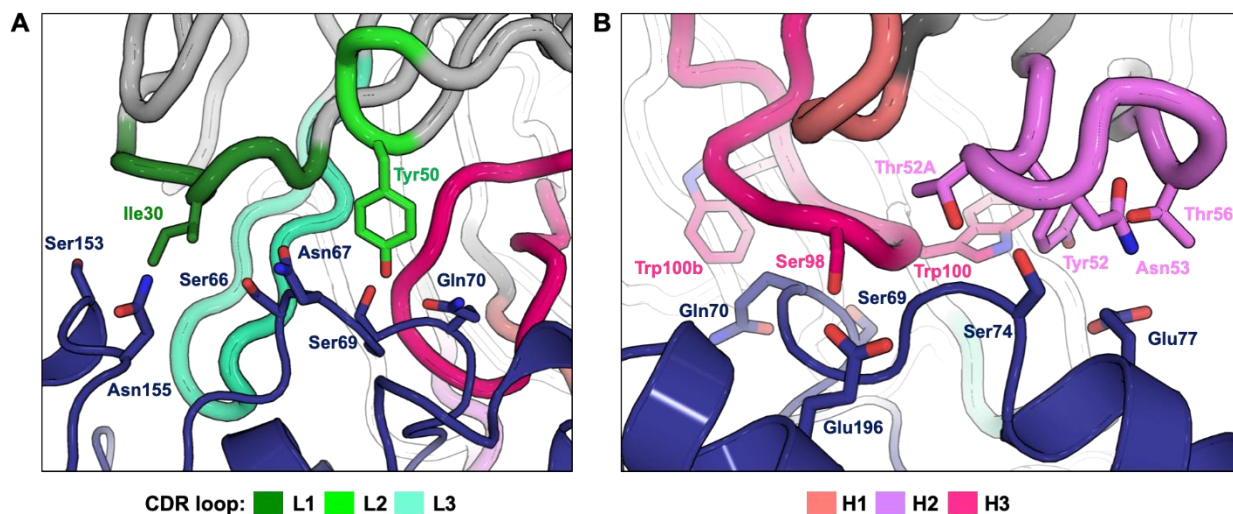 A
Tyr50
Ile30
Ser153
Asn67
Ser66
Gln70
Ser69
Asn155
CDR loop: L1 L2 L3
B
Thr52A
Thr56
Trp100b
Ser98
Trp100
Tyr52
Asn53
Gln70
Ser69
Ser74
Glu77
Glu196
H1 H2 H3